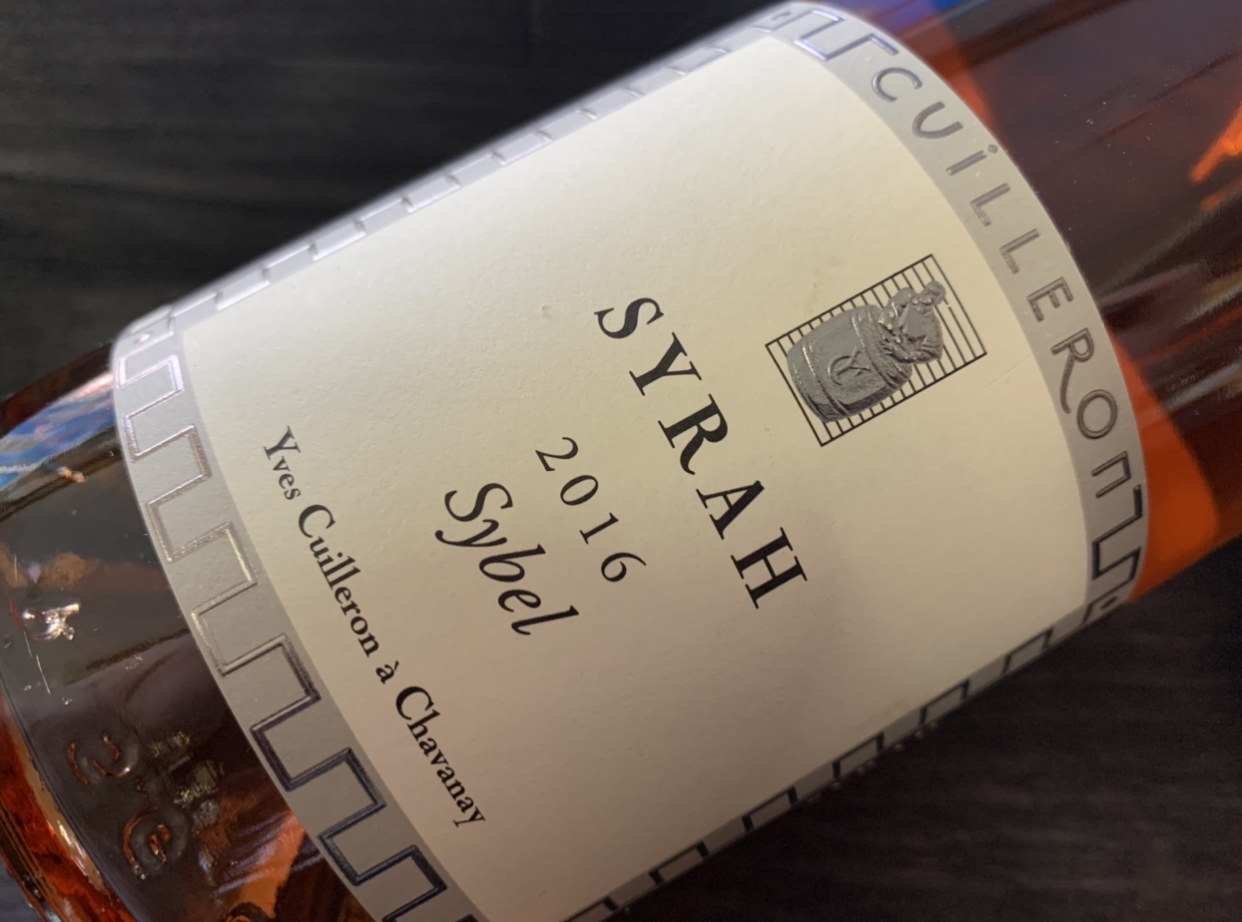 CUiLLERON
Y
SYRAH
2016
Sybel
Yves Cuilleron à Chavanay